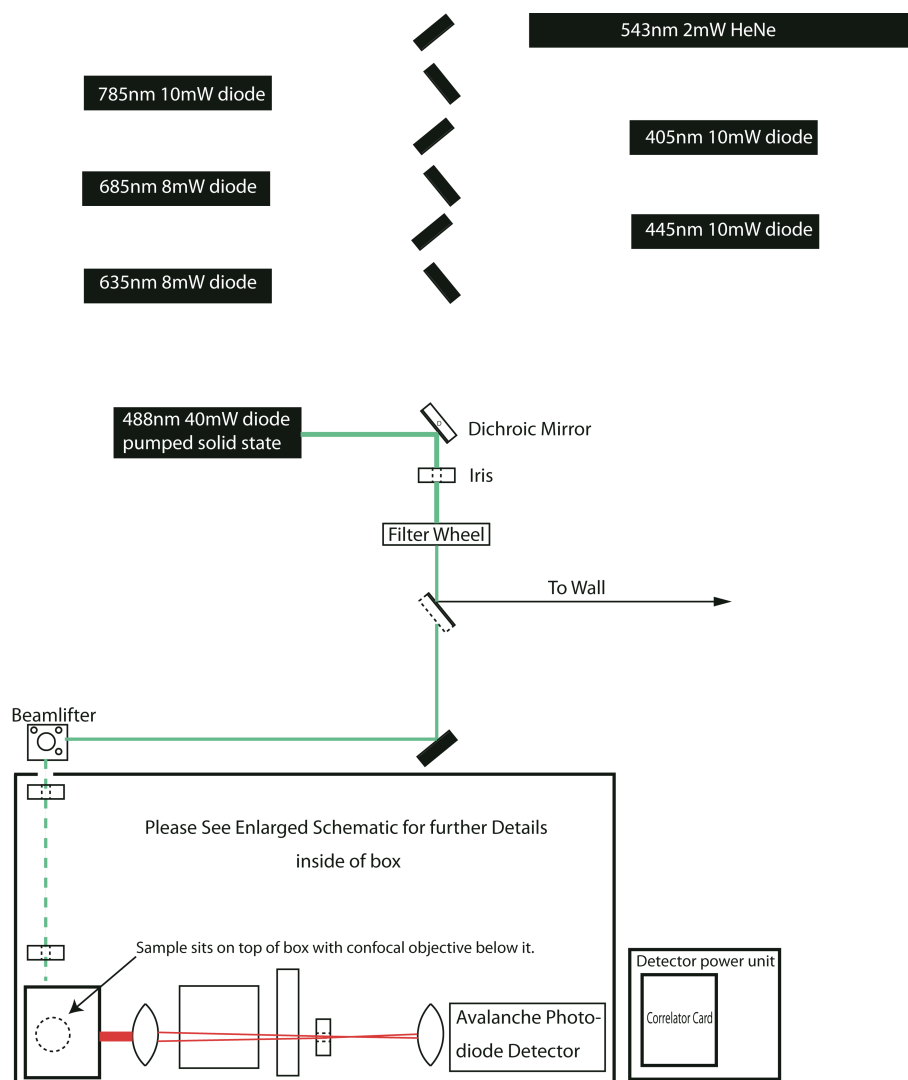 543nm 2mW HeNe
785nm 10mW diode
405nm 10mW diode
685nm 8mW diode
445nm 10mW diode
635nm 8mW diode
488nm 40mW diode
pumped solid state
D
Dichroic Mirror
Iris
Filter Wheel
To Wall
Beamlifter
Please See Enlarged Schematic for further Details
inside of box
Sample sits on top of box with confocal objective below it.
Detector power unit
Correlator Card
Avalanche Photo-
diode Detector